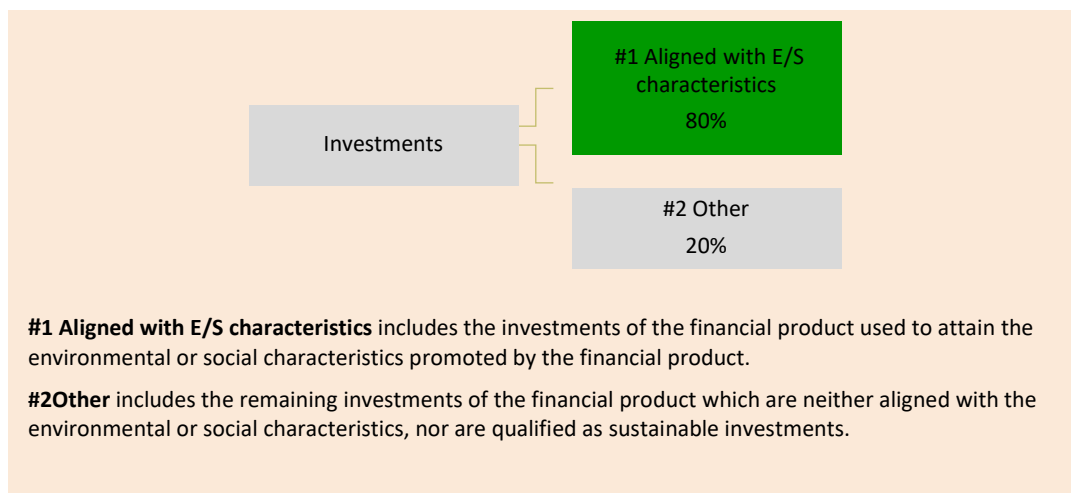 #1 Aligned with E/S
characteristics
80%
Investments
#2 Other
20%
#1 Aligned with E/S characteristics includes the investments of the financial product used to attain the
environmental or social characteristics promoted by the financial product.
#2Other includes the remaining investments of the financial product which are neither aligned with the
environmental or social characteristics, nor are qualified as sustainable investments.